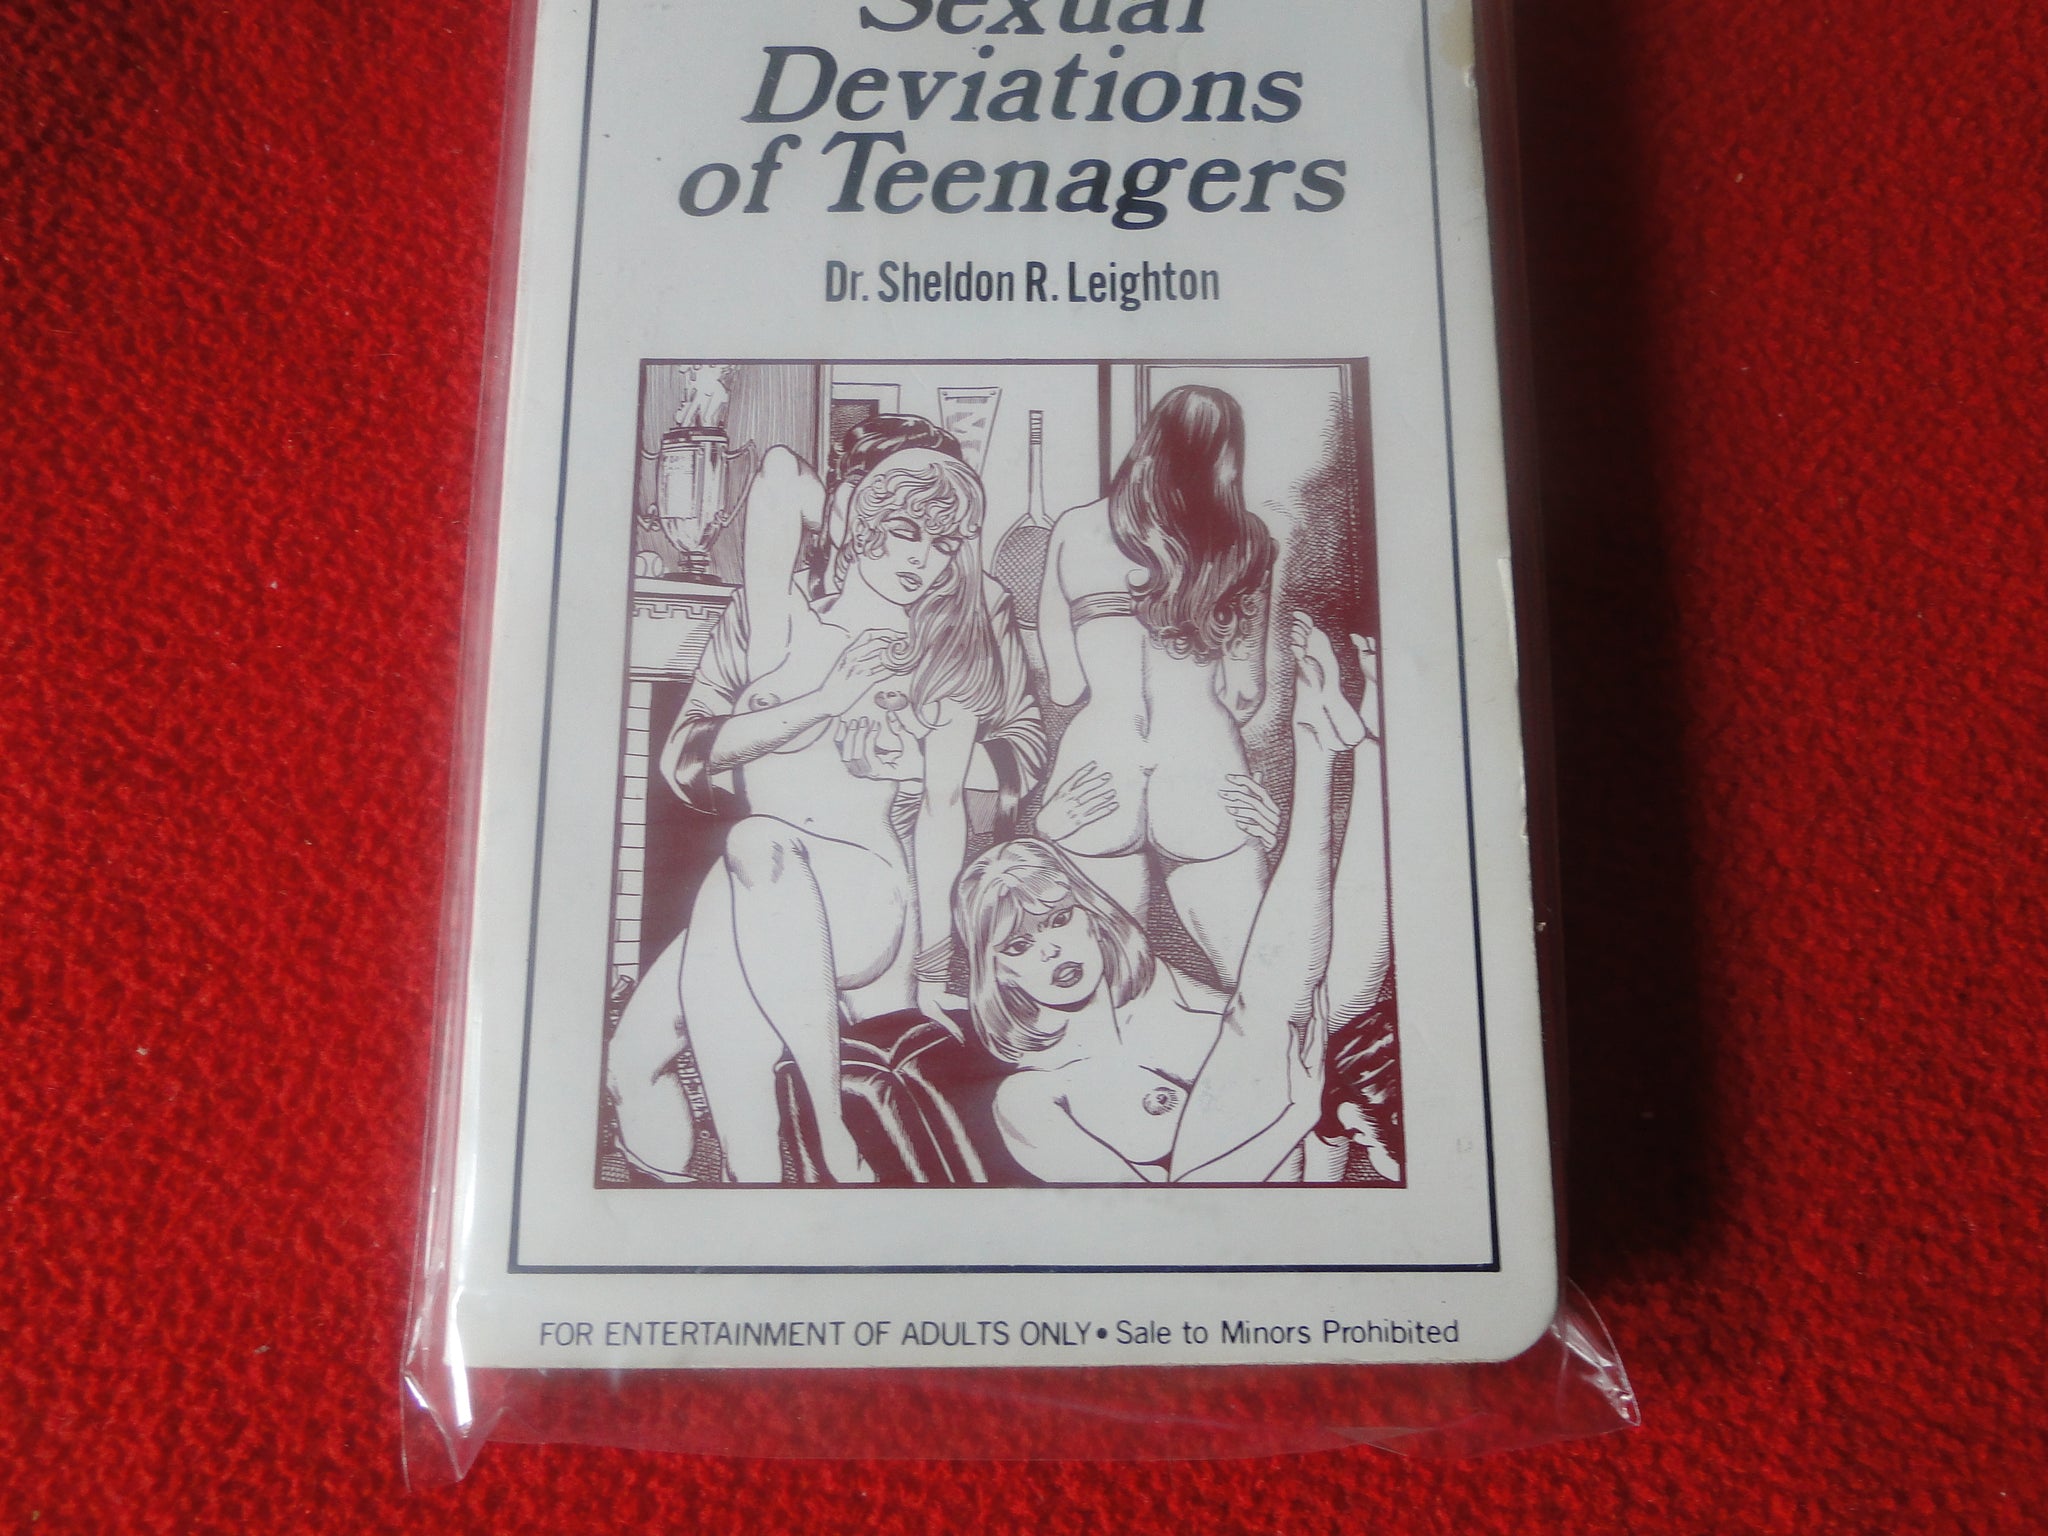 Sexual
Deviations
of Teenagers
Dr. Sheldon R. Leighton
FOR ENTERTAINMENT OF ADULTS ONLY • Sale to Minors Prohibited